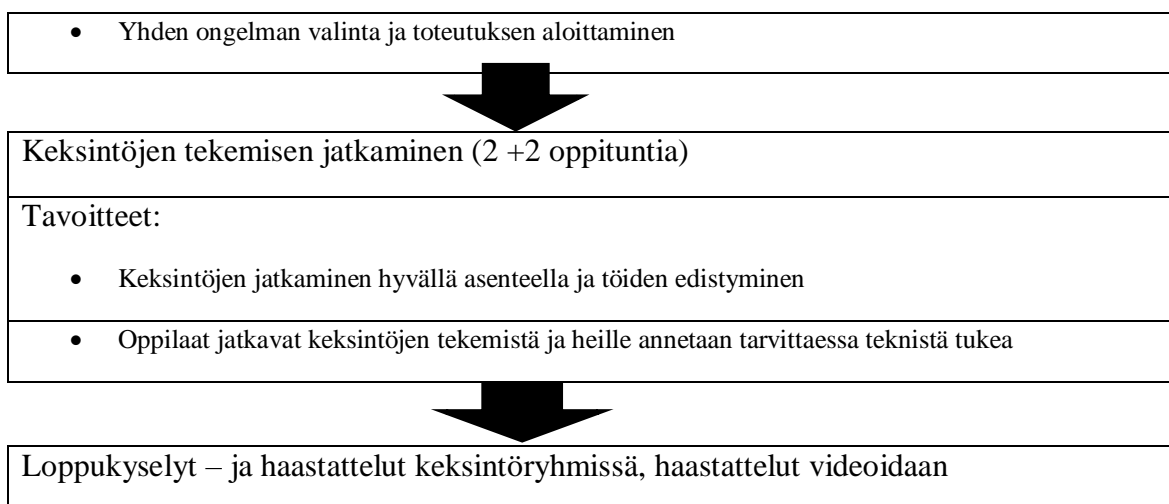 • Yhden ongelman valinta ja toteutuksen aloittaminen
Keksintöjen tekemisen jatkaminen (2 +2 oppituntia)
Tavoitteet:
• Keksintöjen jatkaminen hyvällä asenteella ja töiden edistyminen
• Oppilaat jatkavat keksintöjen tekemistä ja heille annetaan tarvittaessa teknistä tukea
Loppukyselyt – ja haastattelut keksintöryhmissä, haastattelut videoidaan